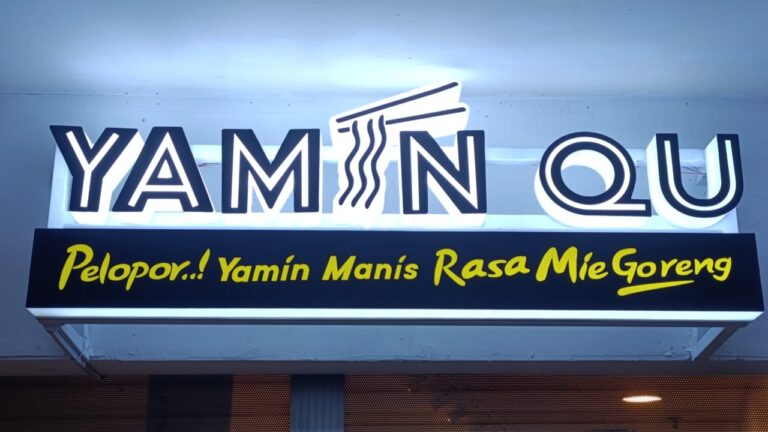 YAMIN QU
Pelopor..! Yamin Manis Rasa Mie Goreng